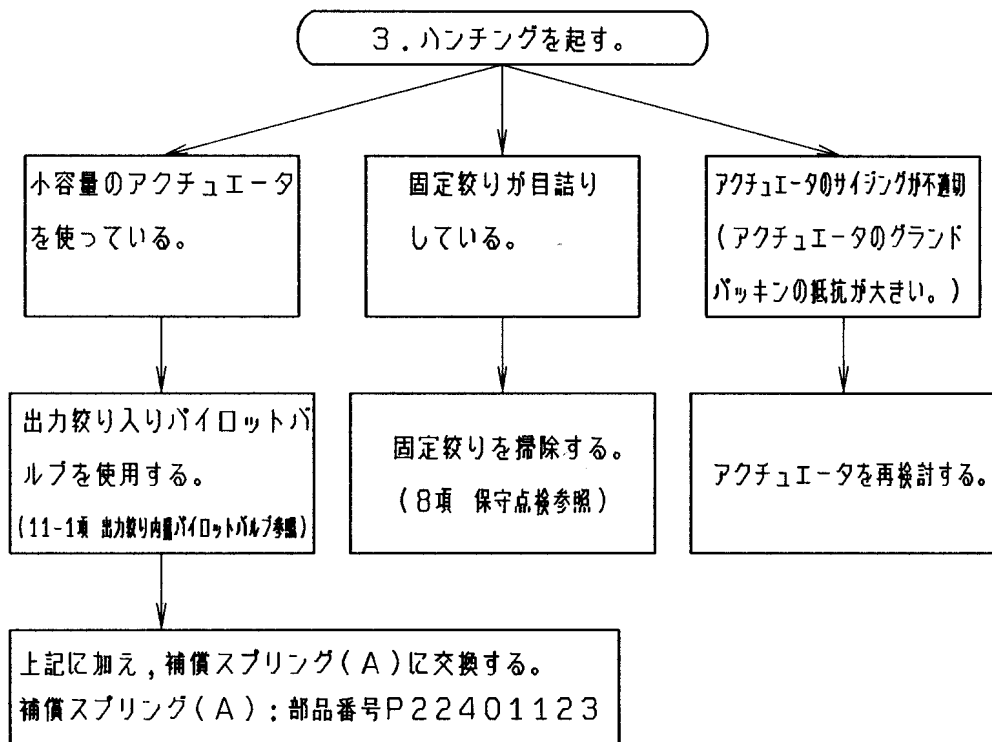 3.ハンチングを起す。
小容量のアクチュエータ
を使っている。
固定絞りが目詰り
している。
アクチュエータのサイジングが不適切
(アクチュエータのグランド
パッキンの抵抗が大きい。)
出力絞り入りパイロットバ
ルブを使用する。
(11-1項 出力絞り内蔵パイロットバルブ参照)
固定絞りを掃除する。
(8項 保守点検参照)
アクチュエータを再検討する。
上記に加え,補償スプリング(A)に交換する。
補償スプリング(A):部品番号P22401123